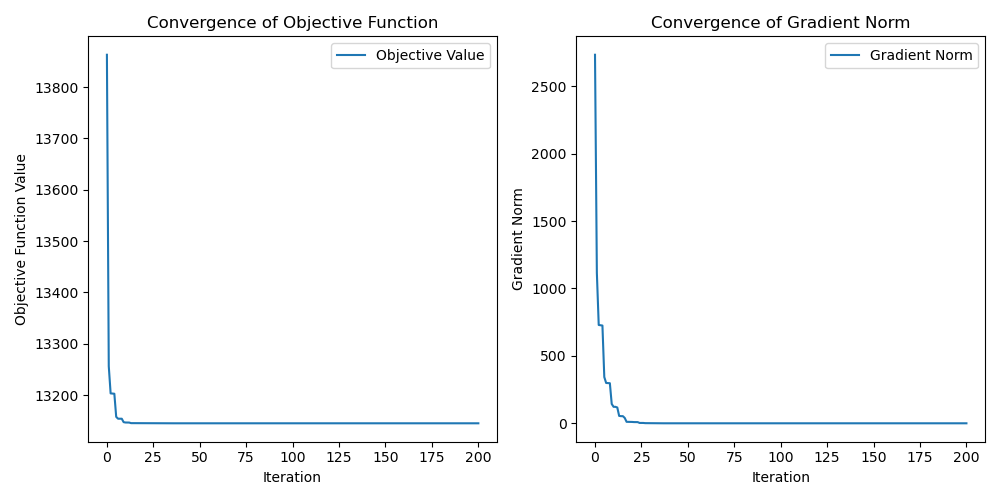 Convergence of Objective Function
Objective Value
Objective Function Value
13800
13700
13600
13500
13400
13300
13200
0 25 50 75 100 125 150 175 200
Iteration
Convergence of Gradient Norm
Gradient Norm
Gradient Norm
2500
2000
1500
1000
500
0
0 25 50 75 100 125 150 175 200
Iteration